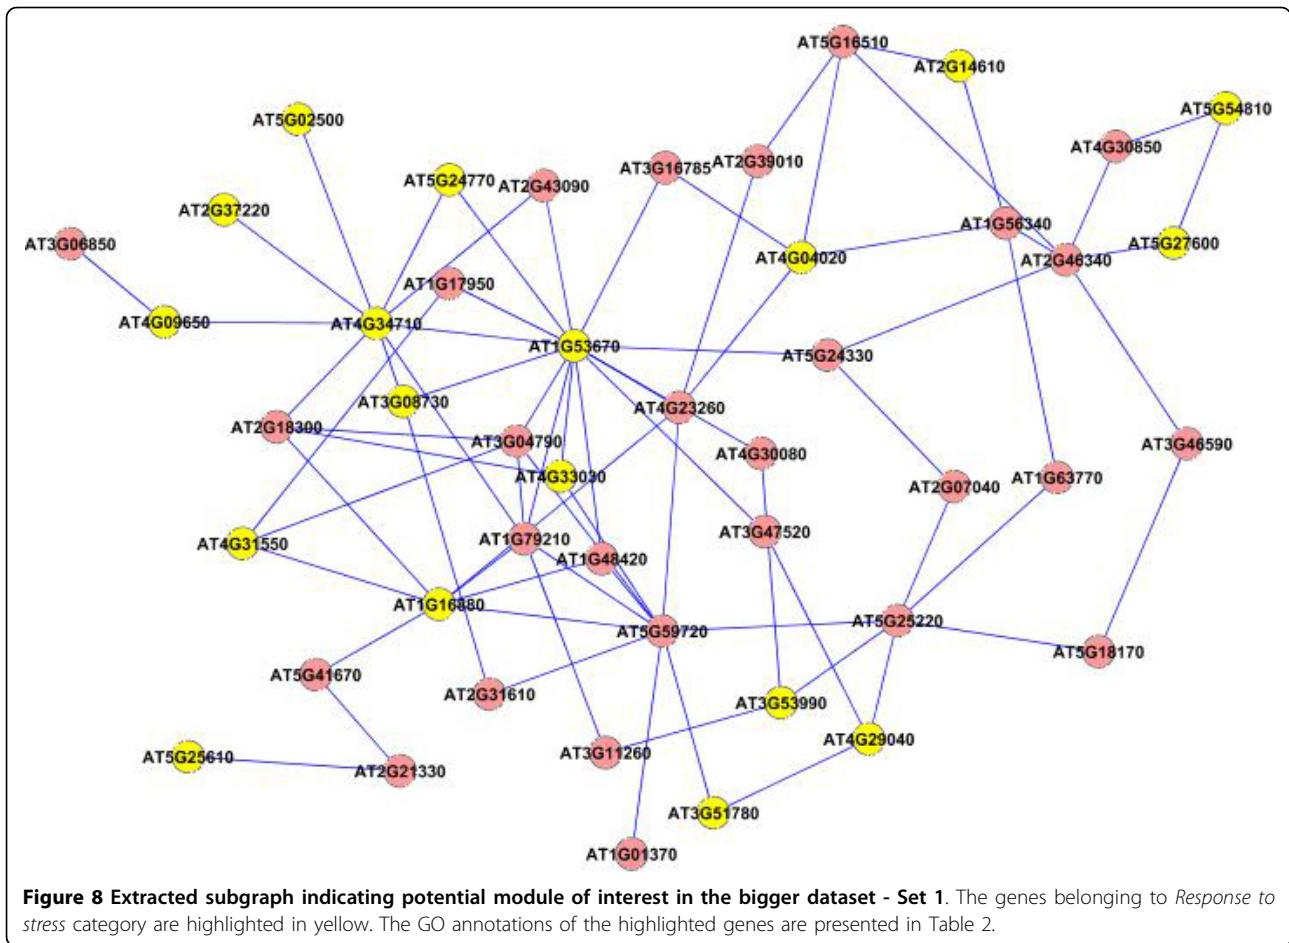 AT5G16510
AT2G14610
AT5G54810
AT5G02500
AT4G30850
AT3G16785
AT2G39010
AT5G24770
AT2G43090
AT2G37220
AT1G56340
AT3G06850
AT5G27600
AT4G04020
AT2G46340
AT1G17950
AT4G09650
AT4G34710
AT1G53670
AT5G24330
AT3G08730
AT4G23260
AT2G18300
AT3G04790
AT3G46590
AT4G30080
AT4G33030
AT1G63770
AT2G07040
AT3G47520
AT1G79210
AT4G31550
AT1G48420
AT1G16880
AT5G25220
AT5G59720
AT5G18170
AT5G41670
AT2G31610
AT3G53990
AT4G29040
AT3G11260
AT5G25610
AT2G21330
AT3G51780
AT1G01370
Figure 8 Extracted subgraph indicating potential module of interest in the bigger dataset - Set 1. The genes belonging to Response to
stress category are highlighted in yellow. The GO annotations of the highlighted genes are presented in Table 2.